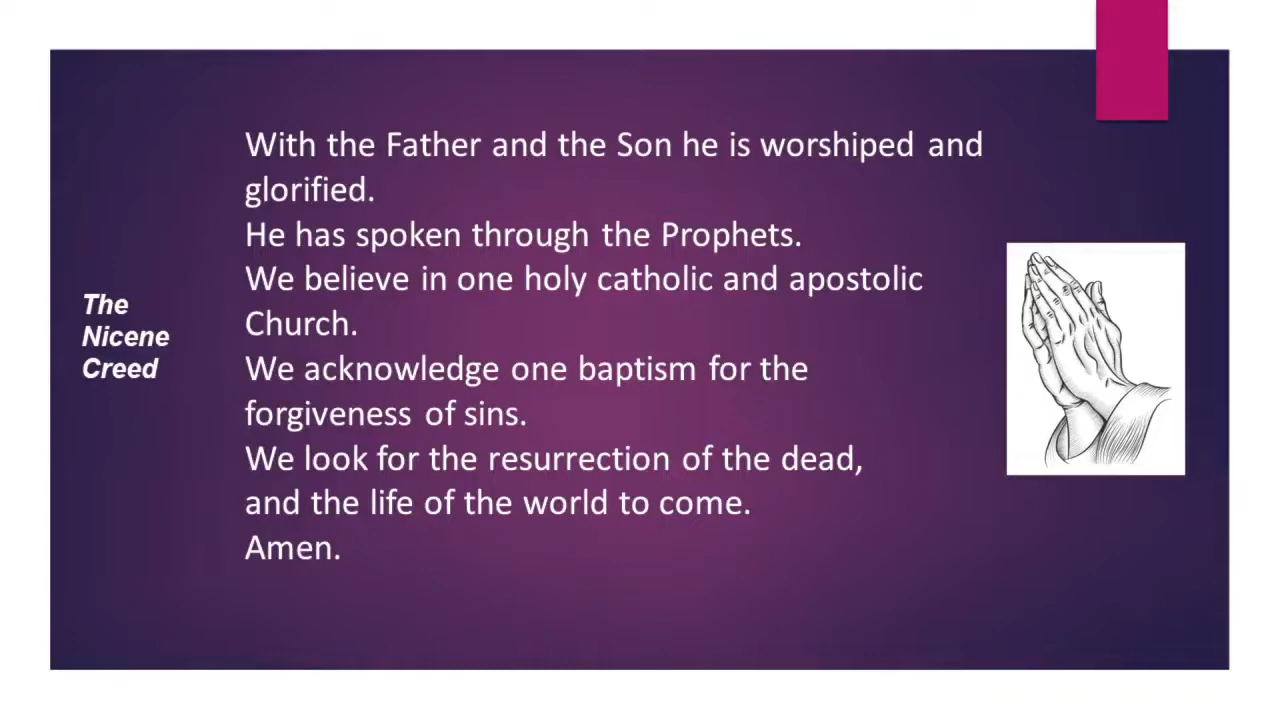 The
Nicene
Creed
With the Father and the Son he is worshiped and
glorified.
He has spoken through the Prophets.
We believe in one holy catholic and apostolic
Church.
We acknowledge one baptism for the
forgiveness of sins.
We look for the resurrection of the dead,
and the life of the world to come.
Amen.